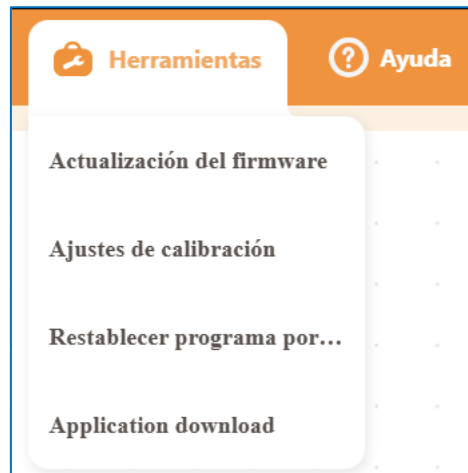 Herramientas
Ayuda
Actualización del firmware
Ajustes de calibración
Restablecer programa por...
Application download